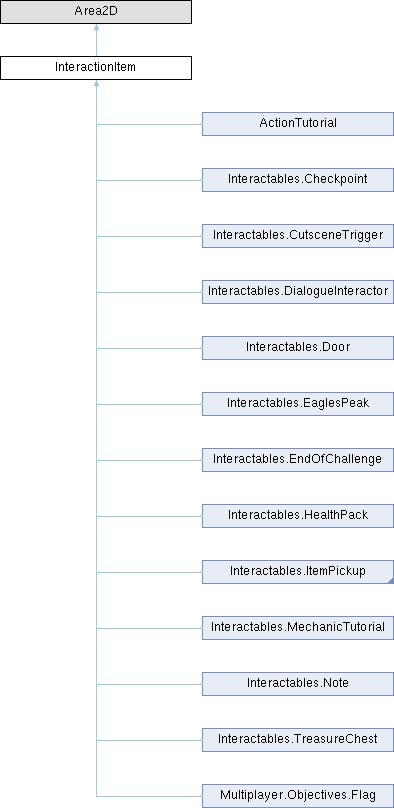 Area2D
InteractionItem
ActionTutorial
Interactables.Checkpoint
Interactables.CutsceneTrigger
Interactables.DialogueInteractor
Interactables.Door
Interactables.EaglesPeak
Interactables.EndOfChallenge
Interactables.HealthPack
Interactables.ItemPickup
Interactables.MechanicTutorial
Interactables.Note
Interactables.TreasureChest
Multiplayer.Objectives.Flag